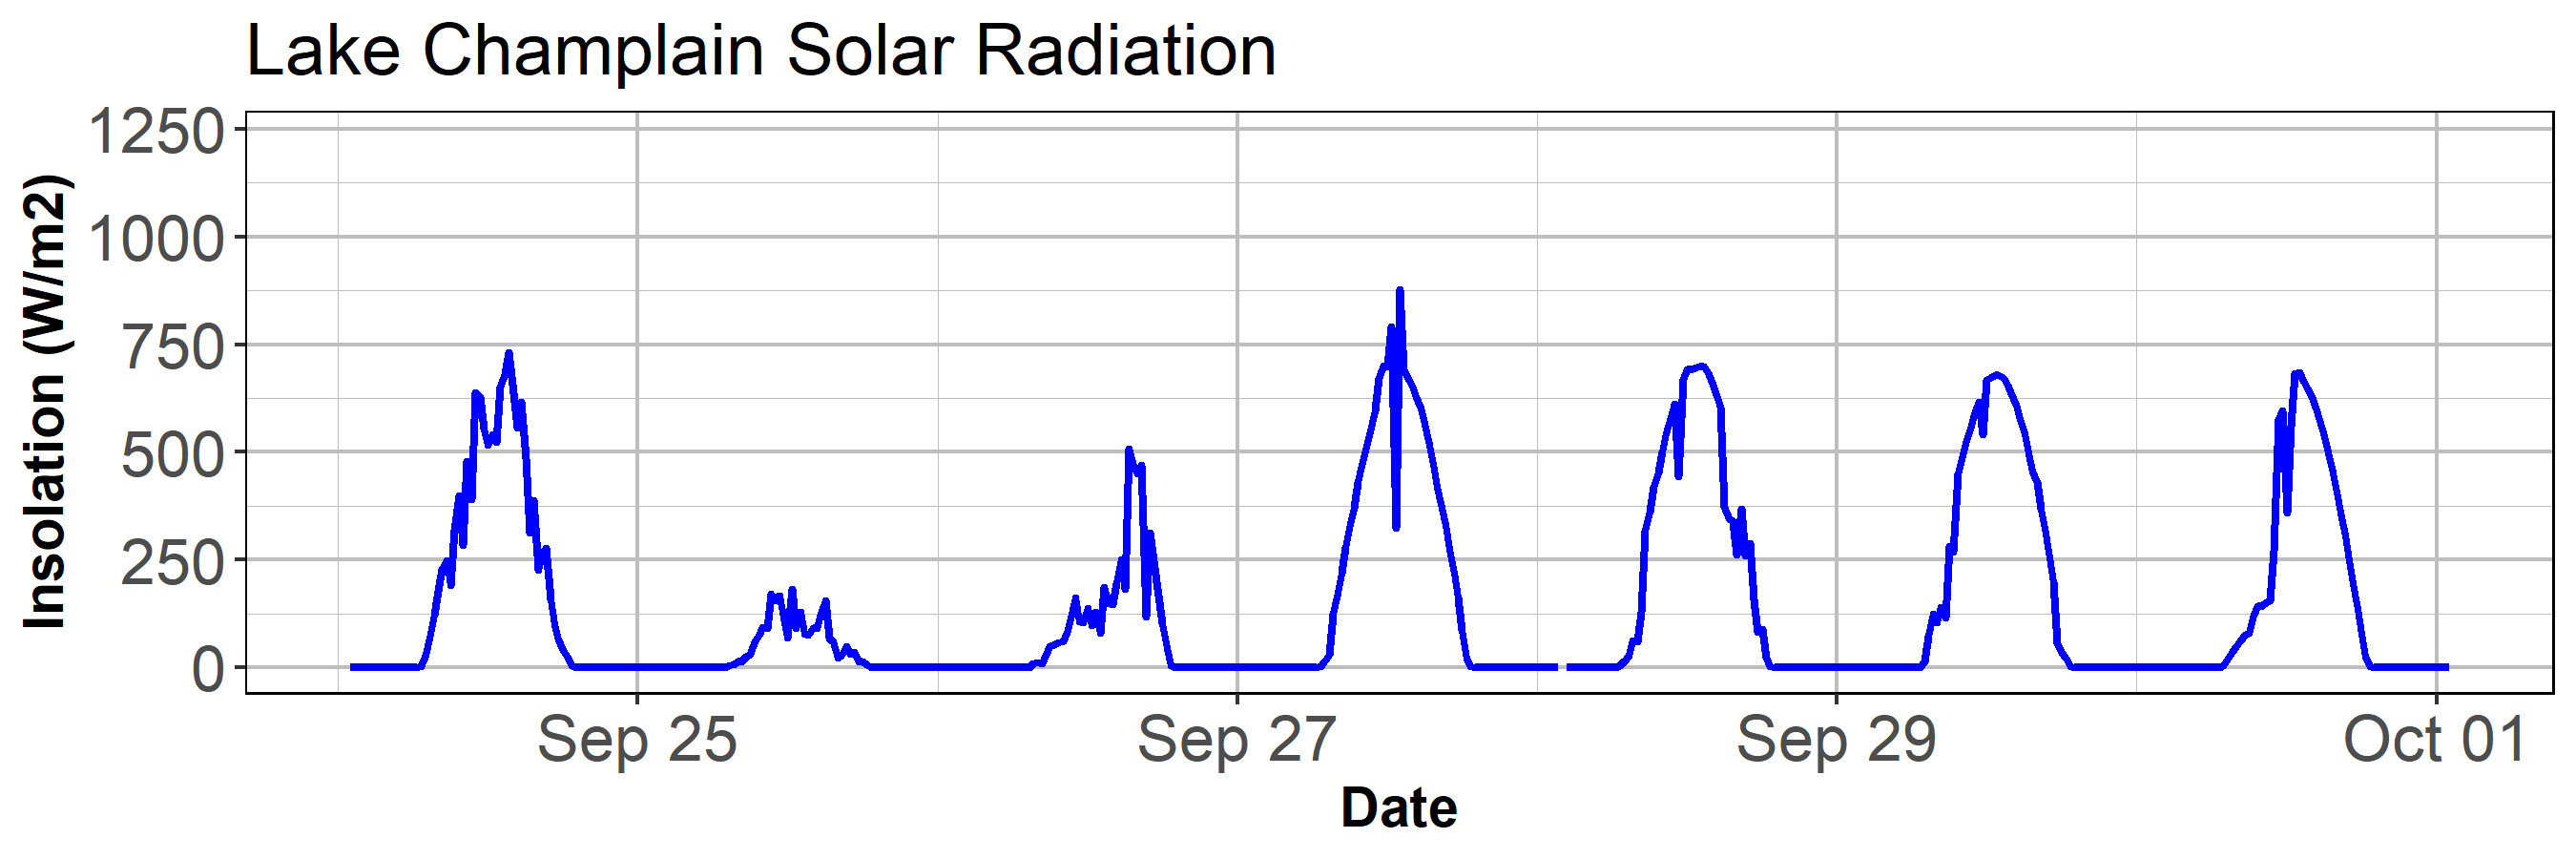 Lake Champlain Solar Radiation
Insolation (W/m2)
1250
1000
750
500
250
0
Sep 25 Sep 27 Sep 29 Oct 01
Date